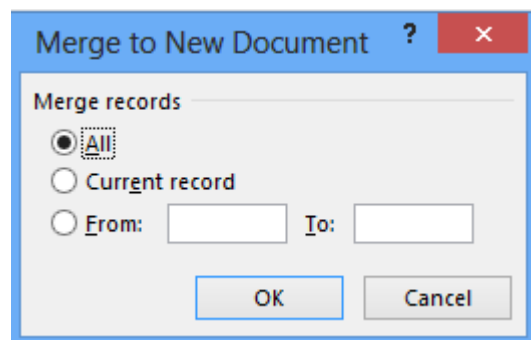 Merge to New Document ? ×
Merge records
All
Current record
From: To:
OK Cancel